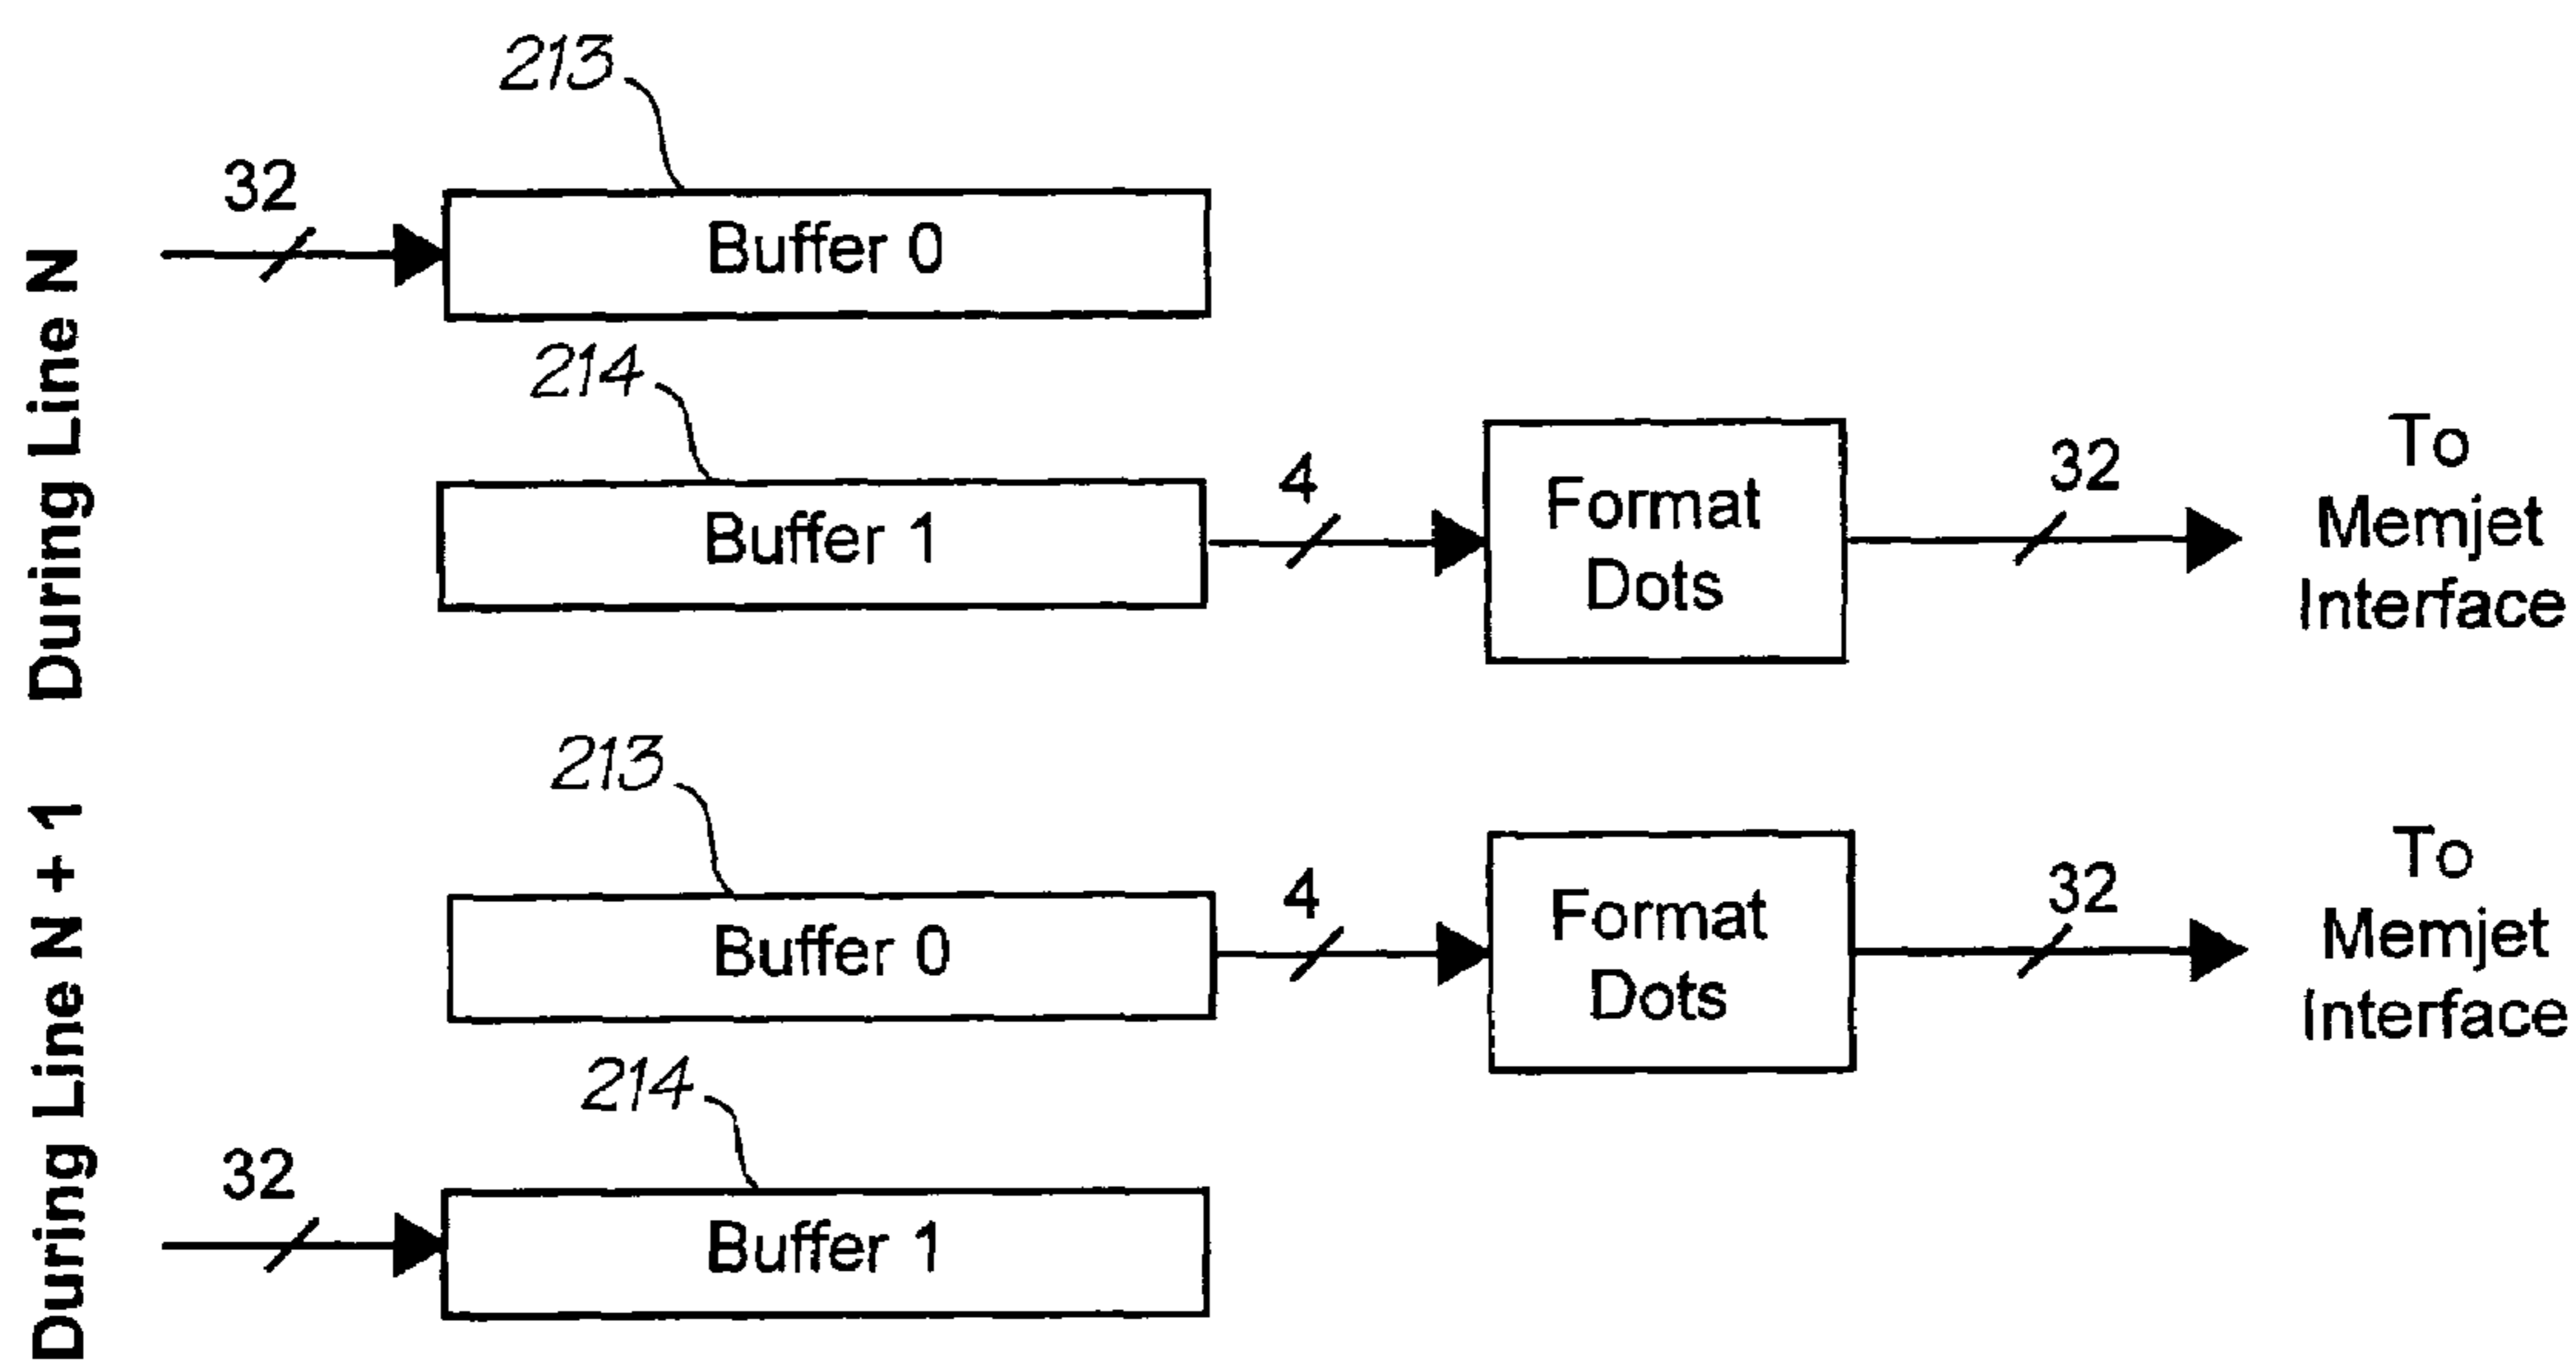 During Line N
213
32
Buffer 0
214
Buffer 1
4
Format
Dots
32
To
Memjet
Interface
During Line N + 1
213
Buffer 0
4
Format
Dots
32
To
Memjet
Interface
214
32
Buffer 1